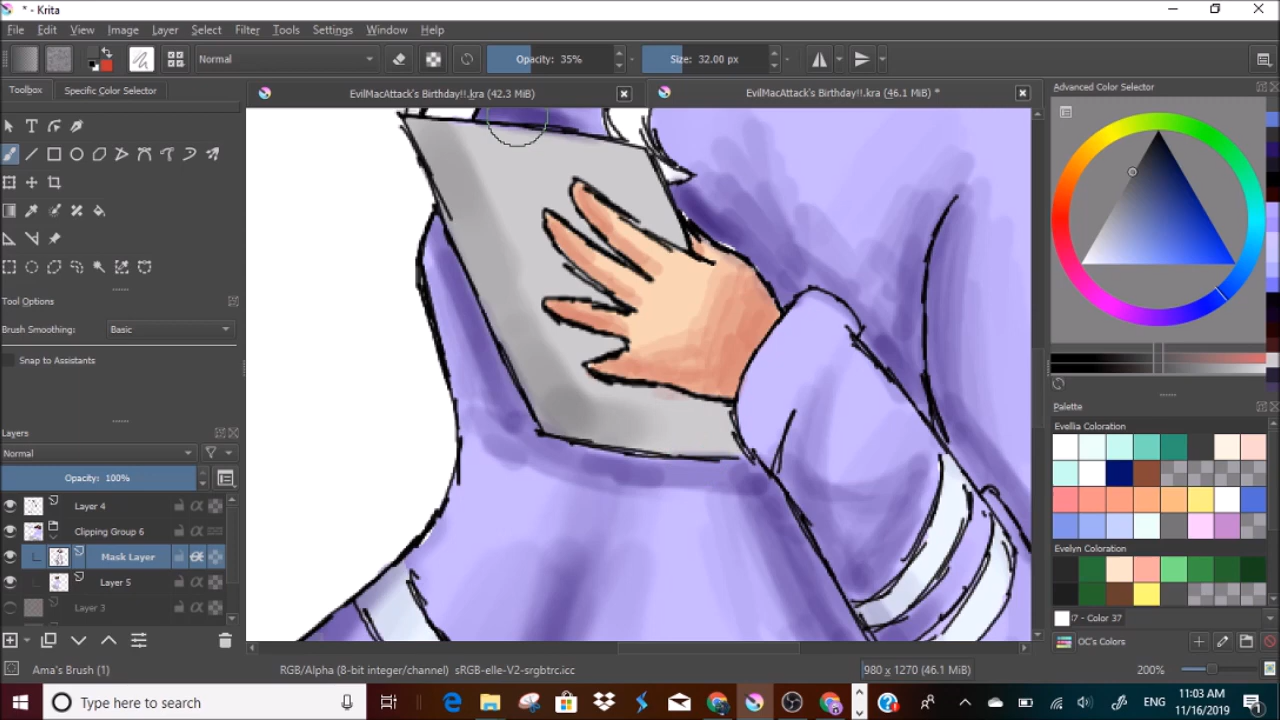 * - Krita
File Edit View Image Layer Select Filter Tools Settings Window Help
Normal Opacity: 35% Size: 32.00 px
Toolbox Specific Color Selector
EvilMacAttack's Birthday!!.kra (42.3 MiB)
EvilMacAttack's Birthday!!.kra (46.1 MiB) *
Advanced Color Selector
Tool Options
Brush Smoothing: Basic
Snap to Assistants
Layers
Normal
Opacity: 100%
Layer 4
Clipping Group 6
Mask Layer
Layer 5
Layer 3
Palette
Evellia Coloration
Evelyn Coloration
i7 - Color 37
OC's Colors
Ama's Brush (1)
RGB/Alpha (8-bit integer/channel) sRGB-elle-V2-srgbtrc.icc
980 x 1270 (46.1 MiB)
200%
Type here to search
ENG
11:03 AM
11/16/2019